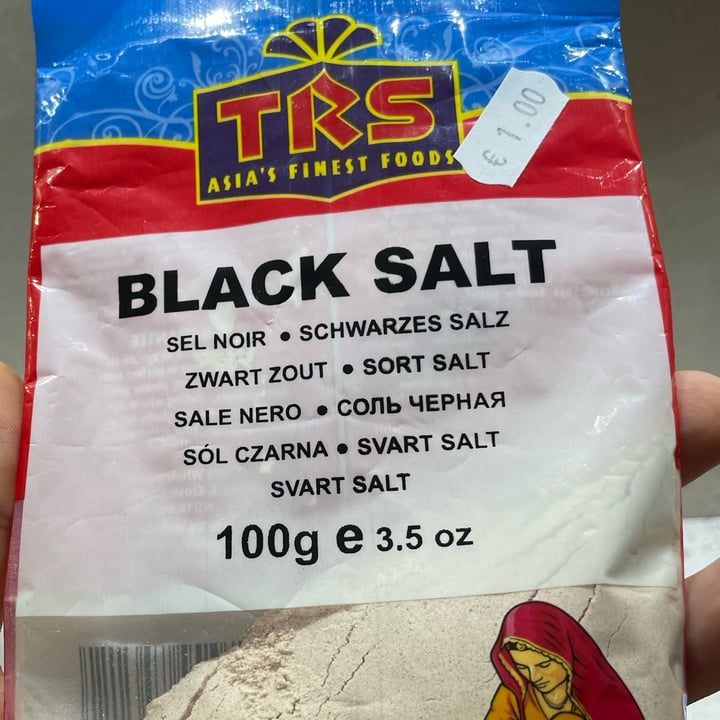 TRS
ASIA'S FINEST FOODS
€ 1.00
BLACK SALT
SEL NOIR • SCHWARZES SALZ
ZWART ZOUT • SORT SALT
SALE NERO • СОЛЬ ЧЕРНАЯ
SÓL CZARNA • SVART SALT
SVART SALT
100g e 3.5 oz